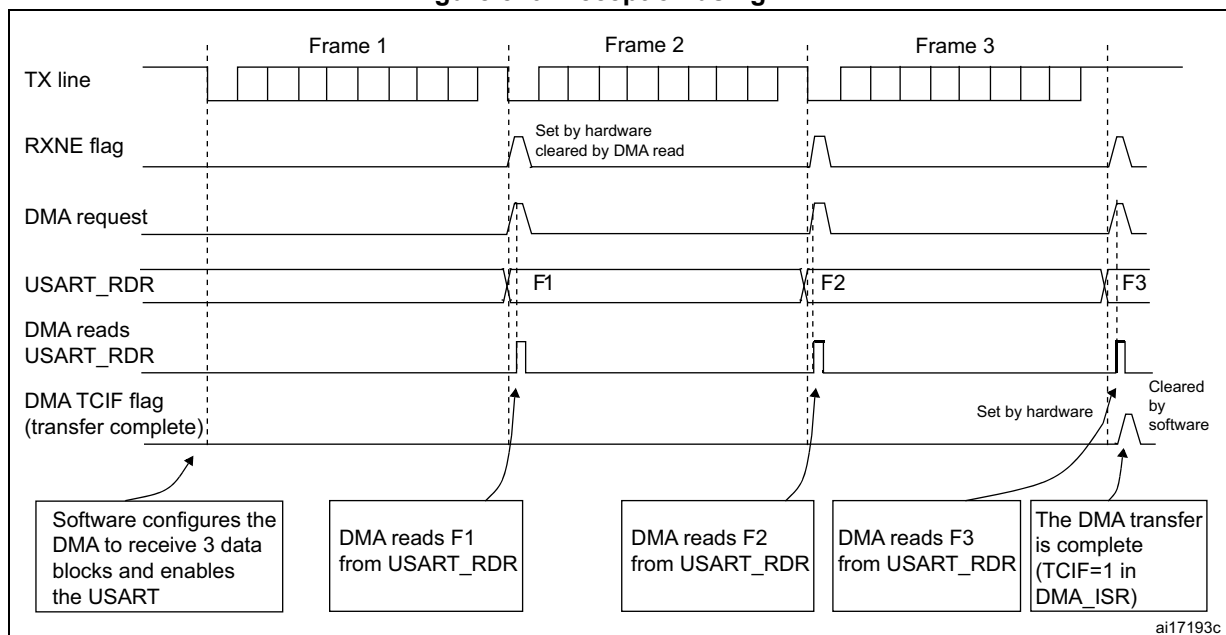 Frame 1
Frame 2
Frame 3
TX line
Set by hardware
cleared by DMA read
RXNE flag
DMA request
USART_RDR
F1
F2
F3
DMA reads
USART_RDR
DMA TCIF flag
(transfer complete)
Set by hardware
Cleared
by
software
Software configures the
DMA to receive 3 data
blocks and enables
the USART
DMA reads F1
from USART_RDR
DMA reads F2
from USART_RDR
DMA reads F3
from USART_RDR
The DMA transfer
is complete
(TCIF=1 in
DMA_ISR)
ai17193c